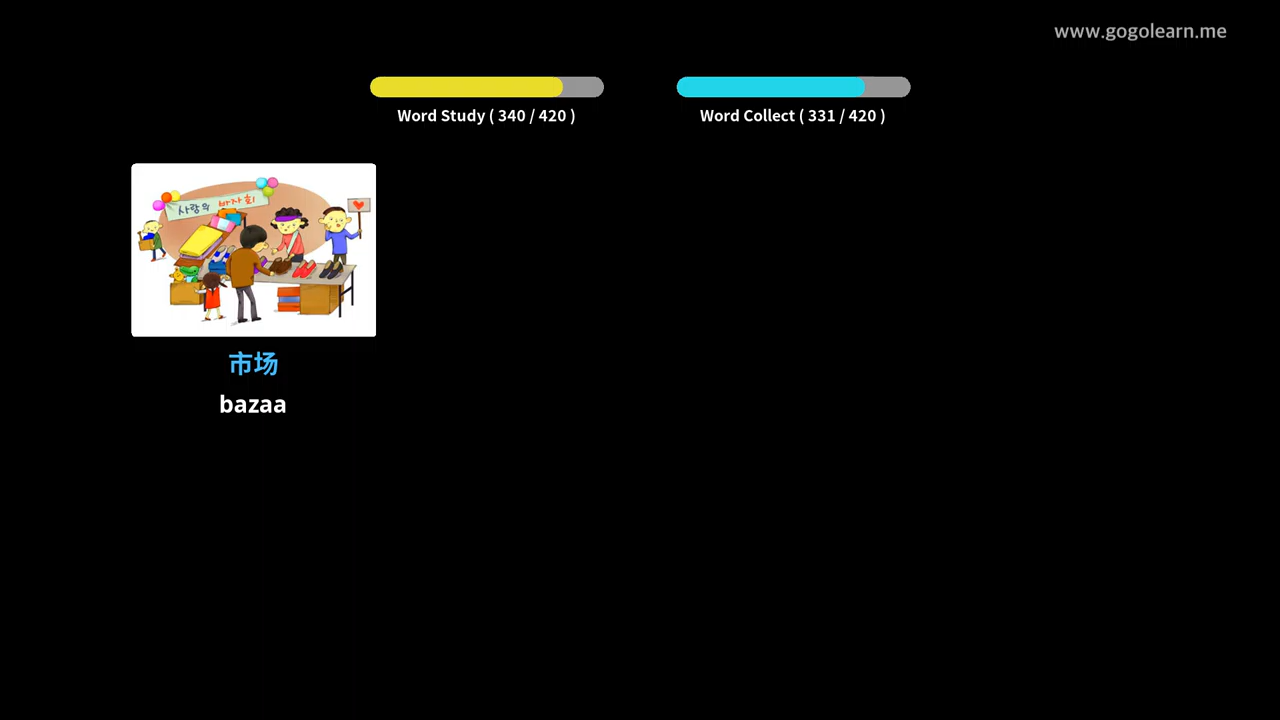 www.gogolearn.me
Word Study ( 340 / 420 )
Word Collect ( 331 / 420 )
사랑의 바자회
市场
bazaa